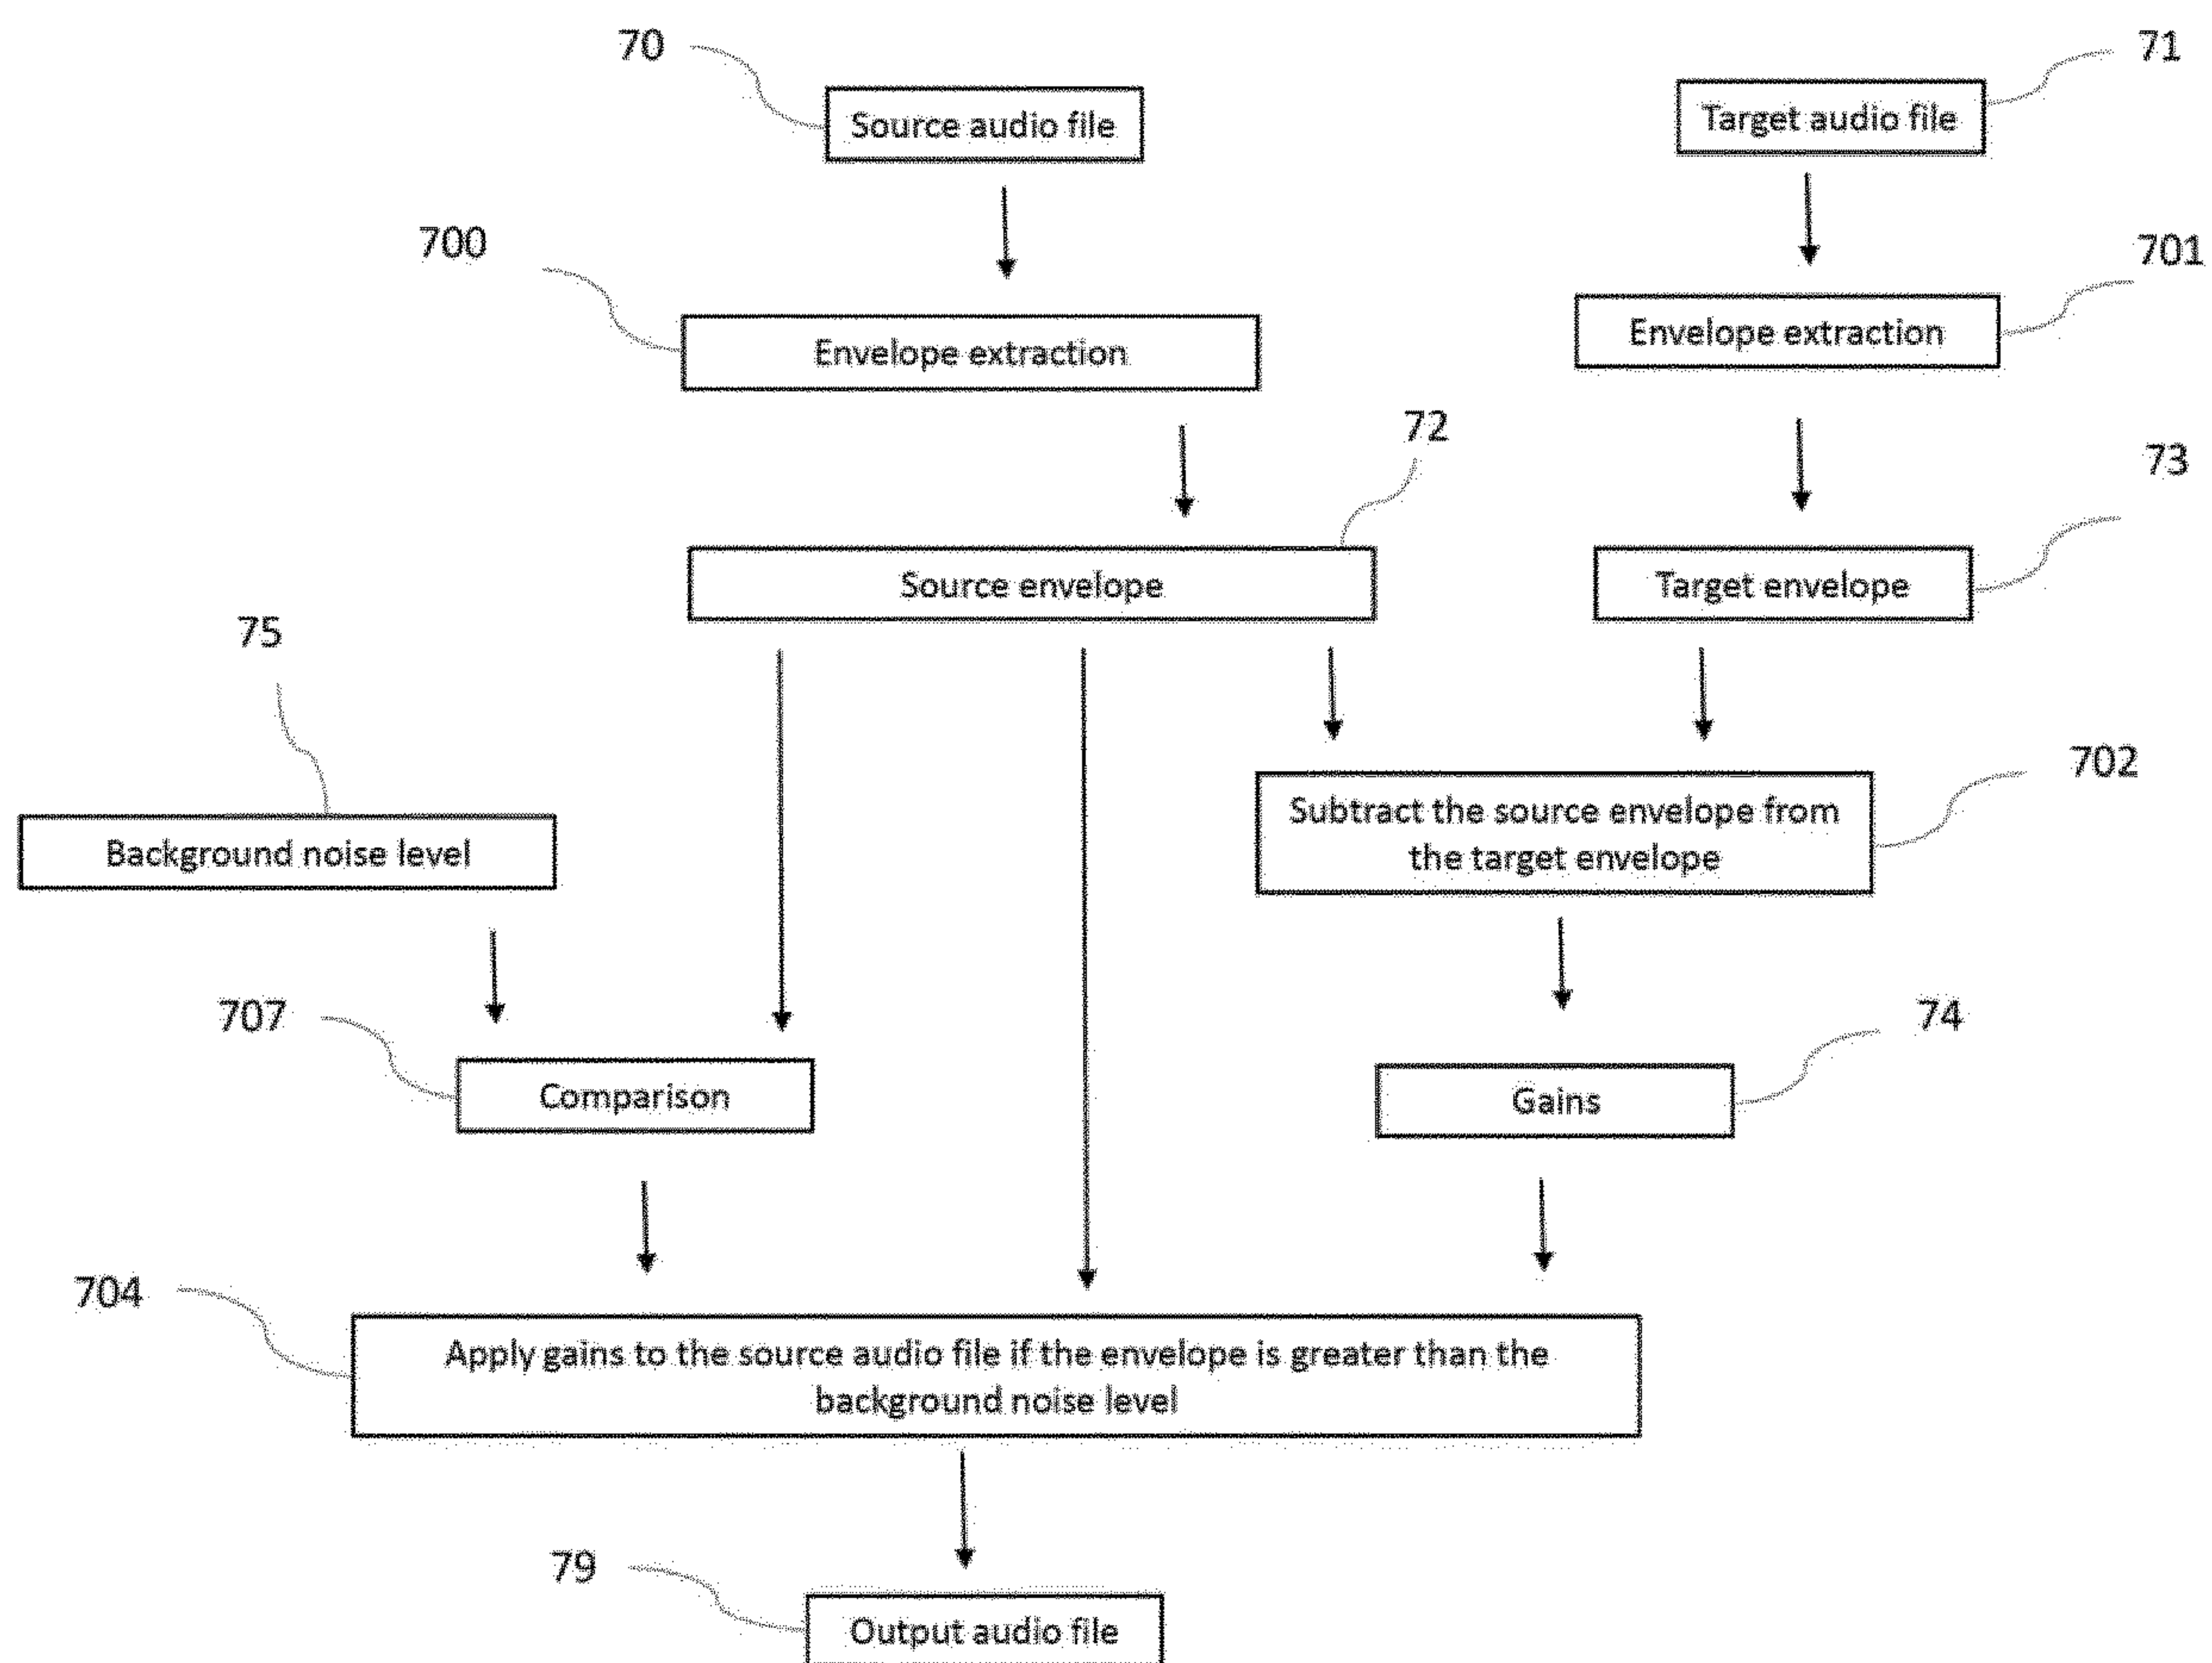 70
71
Source audio file
Target audio file
700
701
Envelope extraction
Envelope extraction
72
73
Source envelope
Target envelope
75
702
Subtract the source envelope from
the target envelope
Background noise level
707
74
Comparison
Gains
704
Apply gains to the source audio file if the envelope is greater than the
background noise level
79
Output audio file